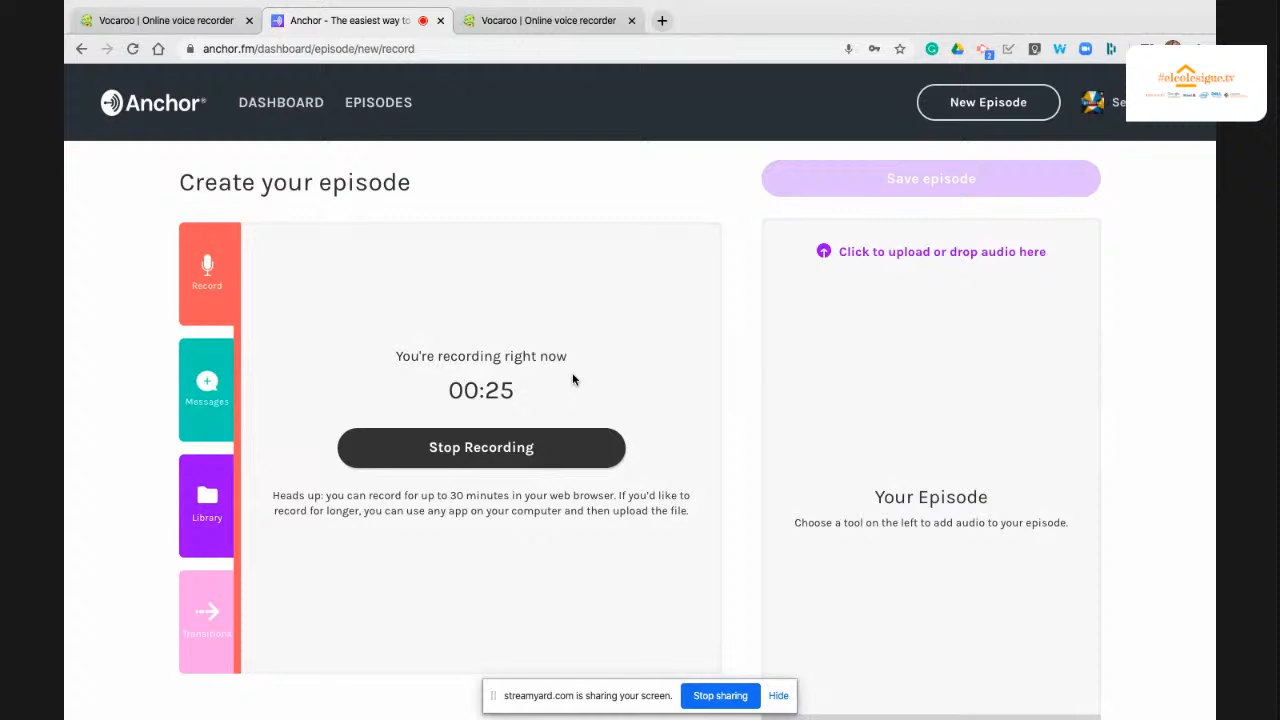 Vocaroo | Online voice recorder
Anchor - The easiest way to
Vocaroo | Online voice recorder
anchor.fm/dashboard/episode/new/record
2
#elcolesigue.tv
Anchor®
DASHBOARD
EPISODES
New Episode
Se
Create your episode
Save episode
Record
Messages
Library
Transitions
You're recording right now
00:25
Stop Recording
Heads up: you can record for up to 30 minutes in your web browser. If you'd like to
record for longer, you can use any app on your computer and then upload the file.
Click to upload or drop audio here
Your Episode
Choose a tool on the left to add audio to your episode.
streamyard.com is sharing your screen.
Stop sharing
Hide